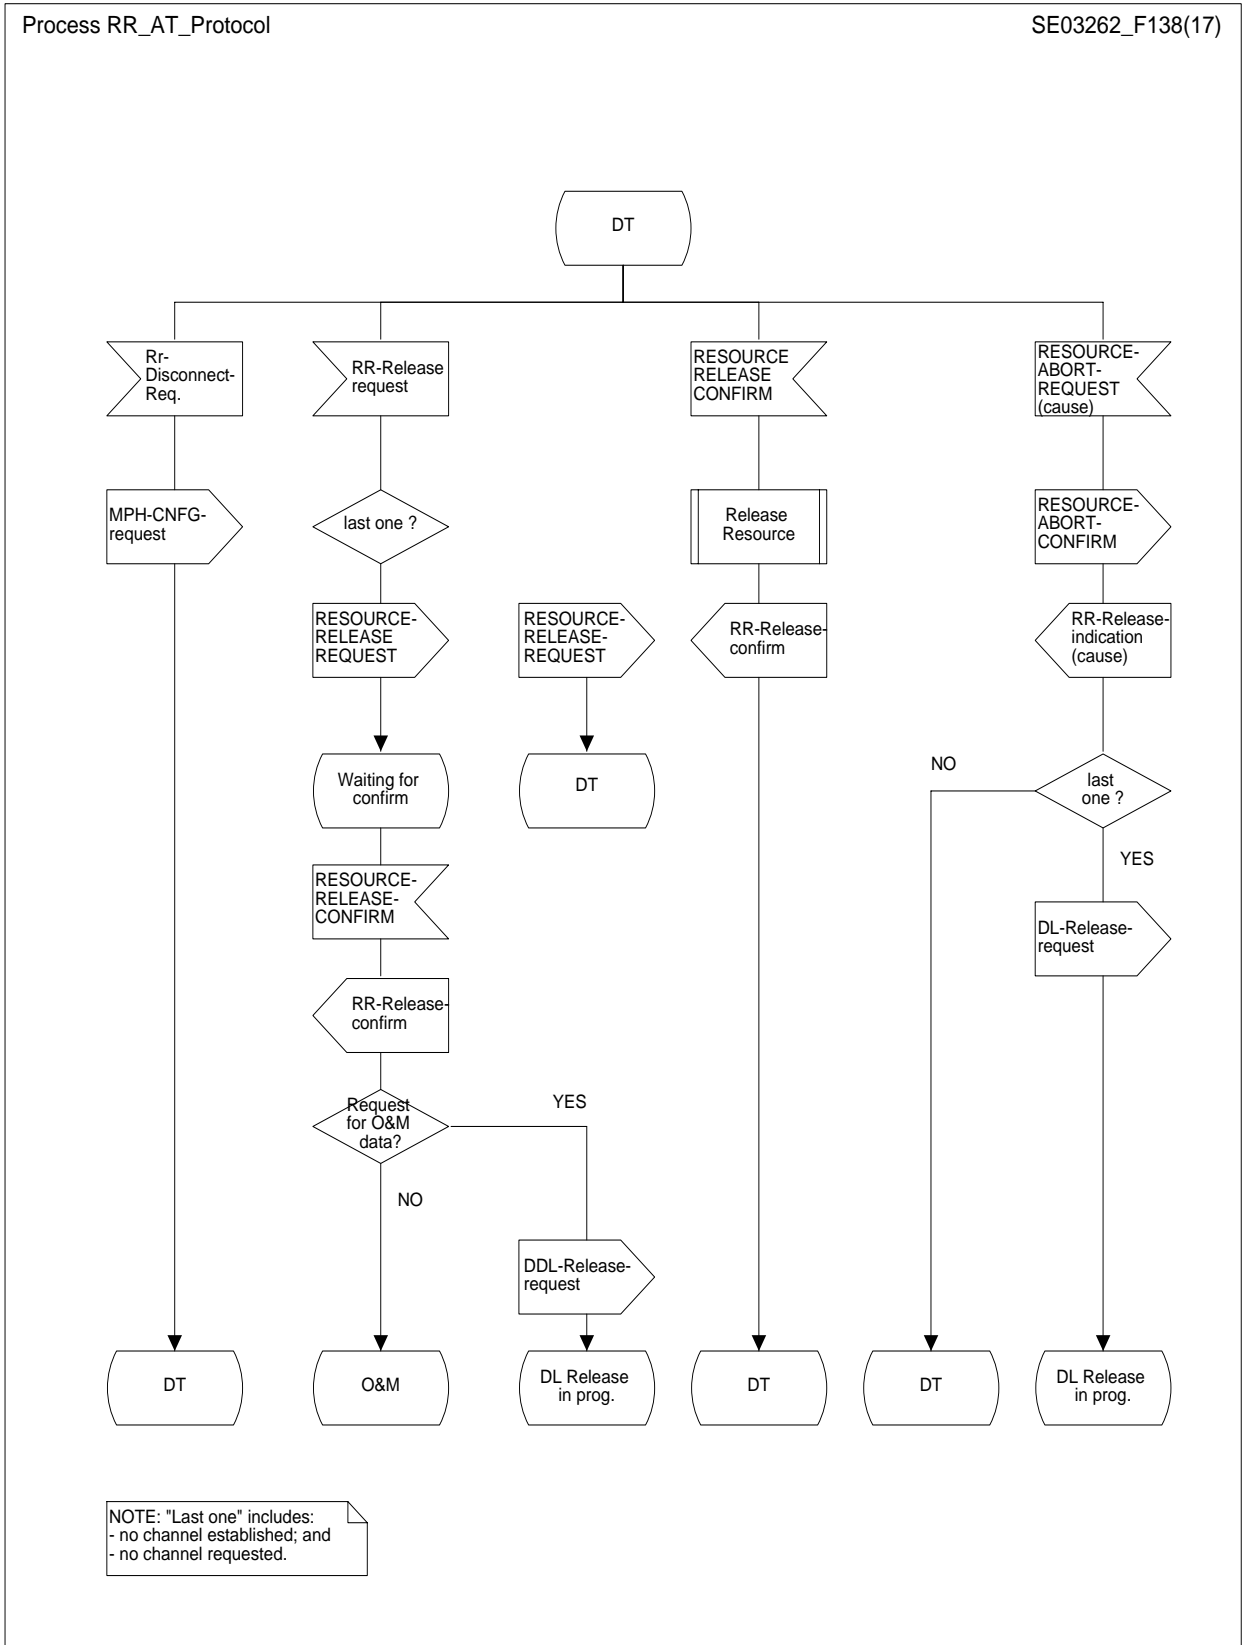 Process RR_AT_Protocol
SE03262_F138(17)
DT
Rr-
Disconnect-
Req.
RR-Release
request
RESOURCE
RELEASE
CONFIRM
RESOURCE-
ABORT-
REQUEST
(cause)
MPH-CNFG-
request
last one ?
Release
Resource
RESOURCE-
ABORT-
CONFIRM
RESOURCE-
RELEASE
REQUEST
RESOURCE-
RELEASE-
REQUEST
RR-Release-
confirm
RR-Release-
indication
(cause)
Waiting for
confirm
DT
NO
last
one ?
YES
RESOURCE-
RELEASE-
CONFIRM
DL-Release-
request
RR-Release-
confirm
Request
for O&M
data?
YES
NO
DDL-Release-
request
DT
O&M
DL Release
in prog.
DT
DT
DL Release
in prog.
NOTE: "Last one" includes:
- no channel established; and
- no channel requested.